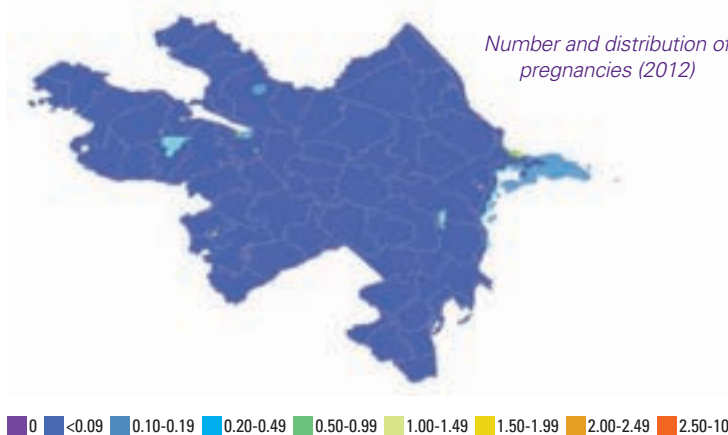 Number and distribution of
pregnancies (2012)
0 <0.09 0.10-0.19 0.20-0.49 0.50-0.99 1.00-1.49 1.50-1.99 2.00-2.49 2.50-10